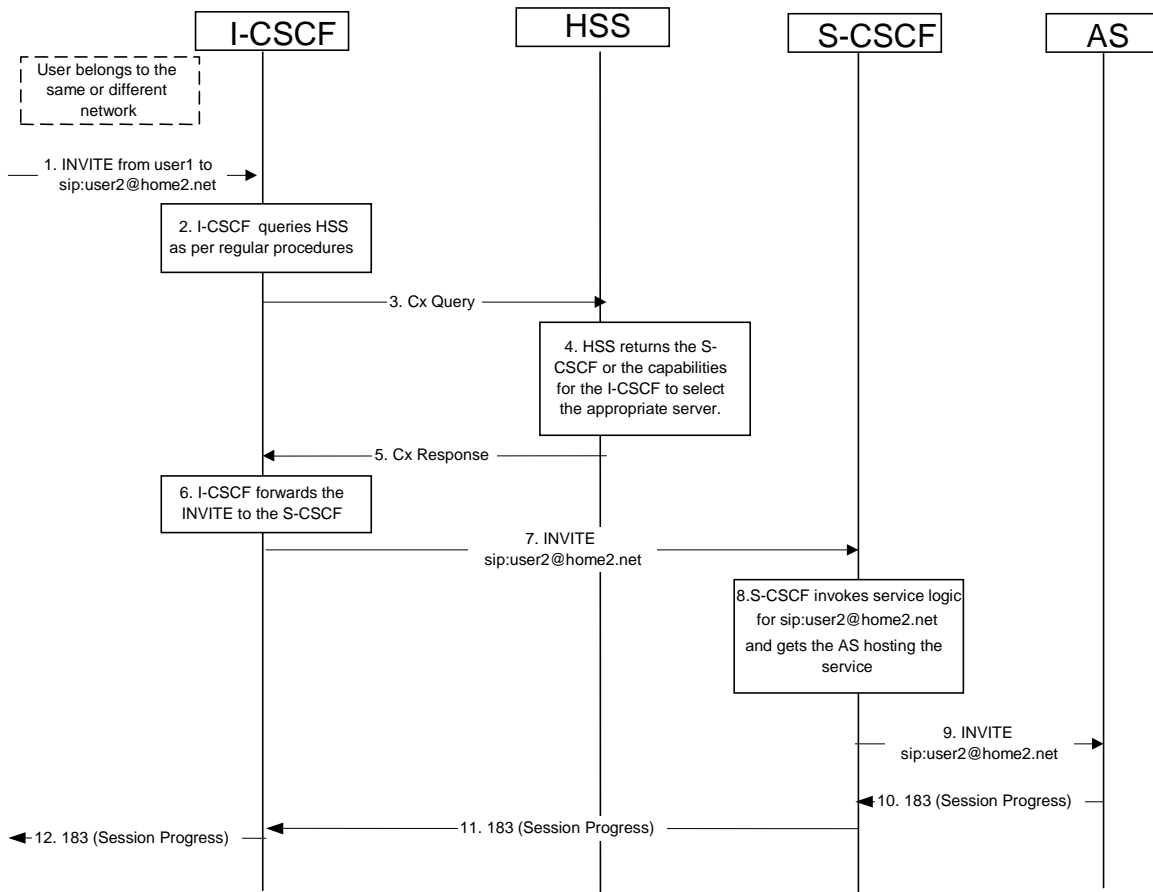 I-CSCF
HSS
S-CSCF
AS
User belongs to the
same or different
network
1. INVITE from user1 to
sip:user2@home2.net
2. I-CSCF queries HSS
as per regular procedures
3. Cx Query
4. HSS returns the S-
CSCF or the capabilities
for the I-CSCF to select
the appropriate server.
5. Cx Response
6. I-CSCF forwards the
INVITE to the S-CSCF
7. INVITE
sip:user2@home2.net
8.S-CSCF invokes service logic
for sip:user2@home2.net
and gets the AS hosting the
service
9. INVITE
sip:user2@home2.net
10. 183 (Session Progress)
11. 183 (Session Progress)
12. 183 (Session Progress)